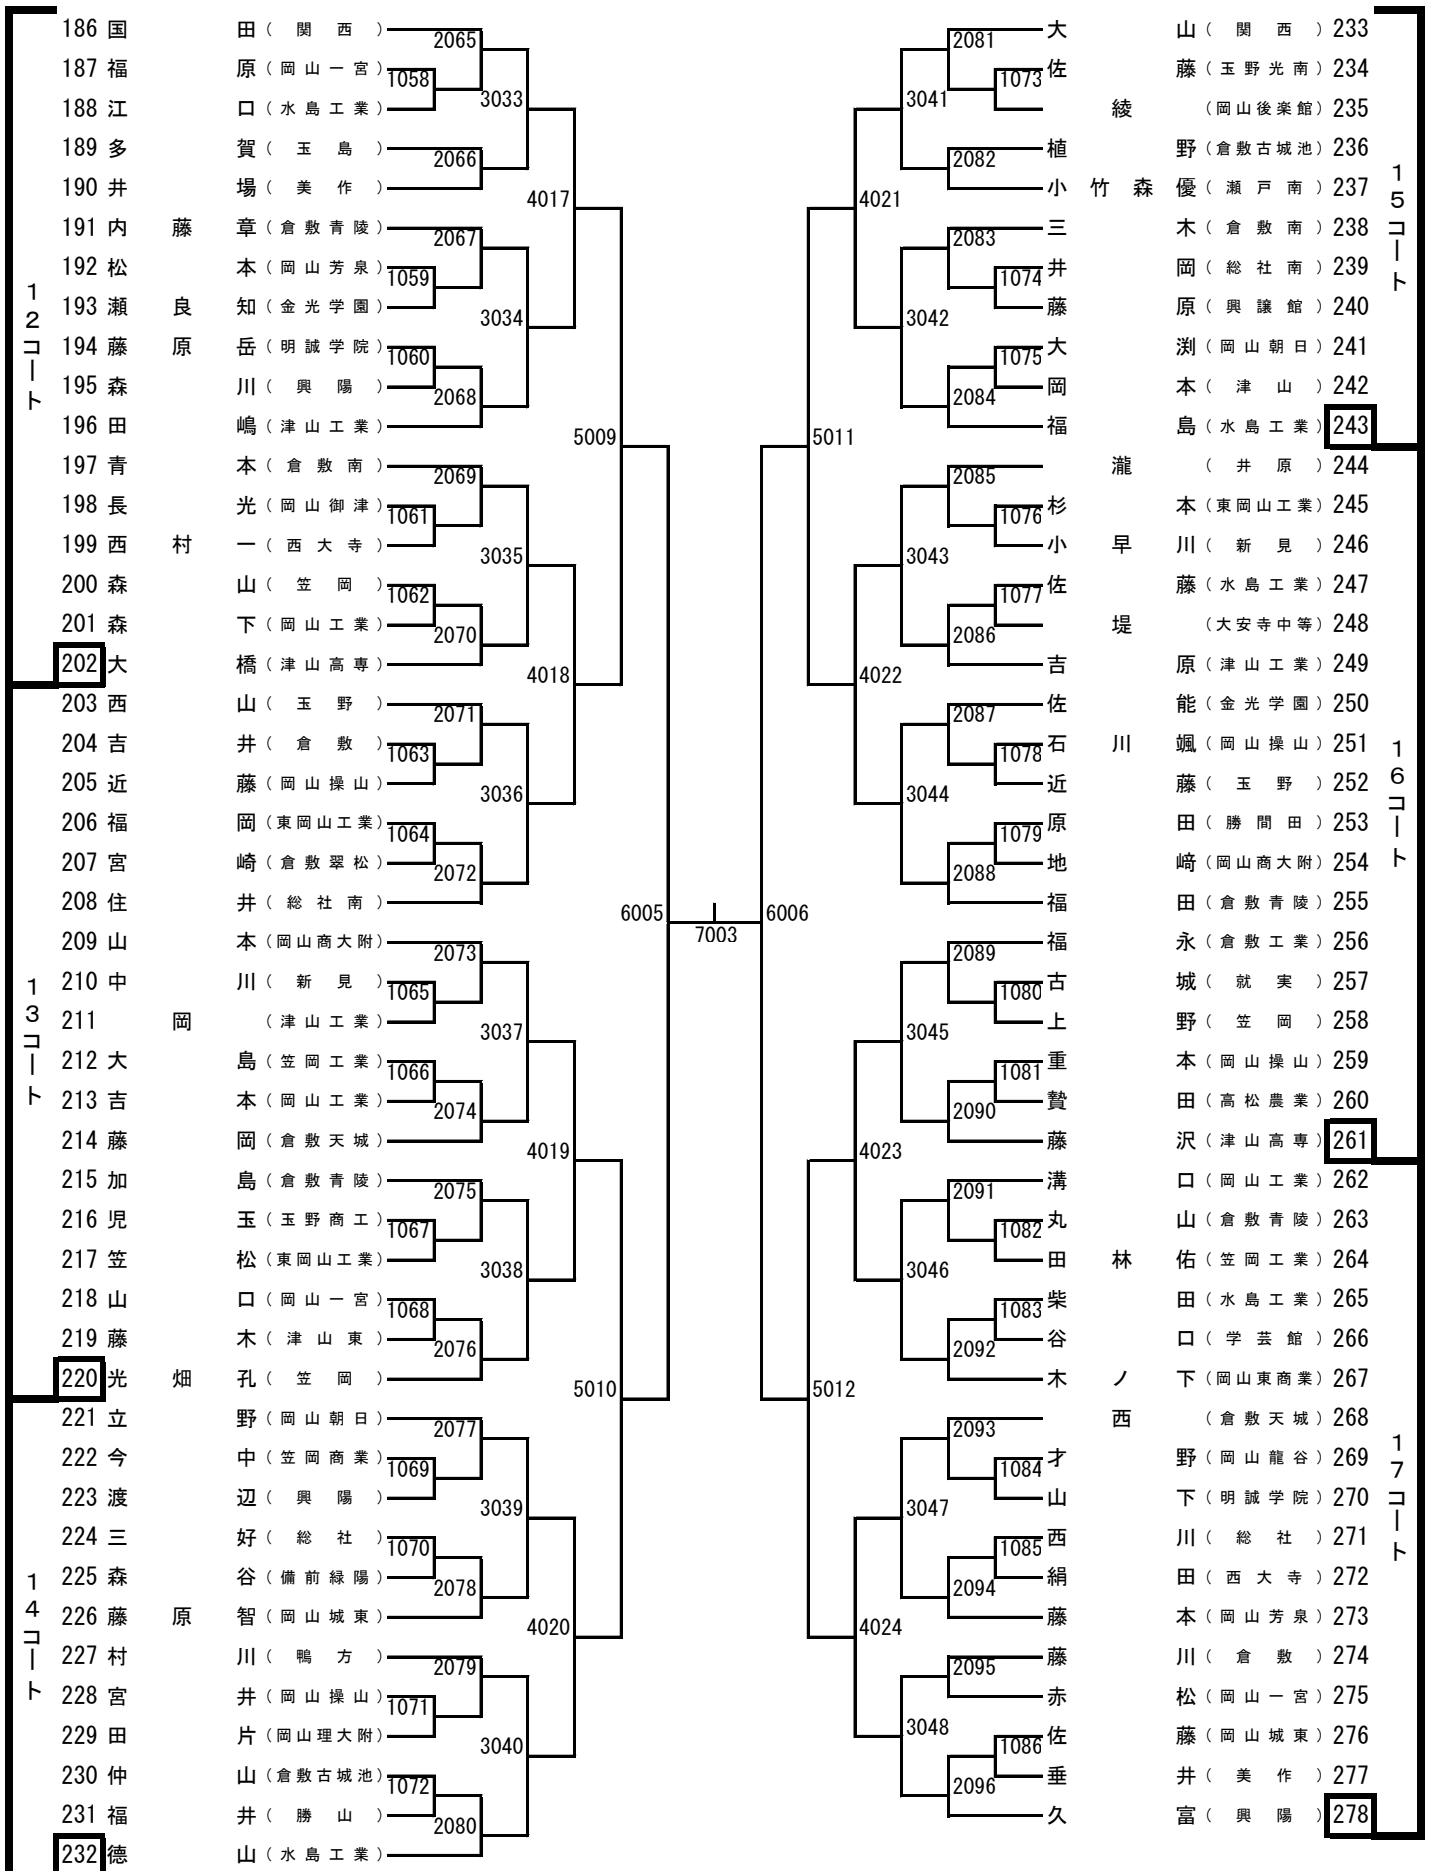 186 国田 (関西)
187 福原 (岡山一宮)
188 江口 (水島工業)
189 多賀 (玉島)
190 井場 (美作)
191 内藤章 (倉敷青陵)
192 松本 (岡山芳泉)
193 瀬良知 (金光学園)
194 藤原岳 (明誠学院)
195 森川 (興陽)
196 田嶋 (津山工業)
197 青本 (倉敷南)
198 長光 (岡山御津)
199 西村一 (西大寺)
200 森山 (笠岡)
201 森下 (岡山工業)
202 大橋 (津山高専)
203 西山 (玉野)
204 吉井 (倉敷)
205 近藤 (岡山操山)
206 福岡 (東岡山工業)
207 宮崎 (倉敷翠松)
208 住井 (総社南)
209 山本 (岡山商大附)
210 中川 (新見)
211 岡 (津山工業)
212 大島 (笠岡工業)
213 吉本 (岡山工業)
214 藤岡 (倉敷天城)
215 加島 (倉敷青陵)
216 児玉 (玉野商工)
217 笠松 (東岡山工業)
218 山口 (岡山一宮)
219 藤木 (津山東)
220 光畑孔 (笠岡)
221 立野 (岡山朝日)
222 今中 (笠岡商業)
223 渡辺 (興陽)
224 三好 (総社)
225 森谷 (備前緑陽)
226 藤原智 (岡山城東)
227 村川 (鴨方)
228 宮井 (岡山操山)
229 田片 (岡山理大附)
230 仲山 (倉敷古城池)
231 福井 (勝山)
232 徳山 (水島工業)
12コート
13コート
14コート
1058
1059
1060
1061
1062
1063
1064
1065
1066
1067
1068
1069
1070
1071
1072
2065
2066
2067
2068
2069
2070
2071
2072
2073
2074
2075
2076
2077
2078
2079
2080
3033
3034
3035
3036
3037
3038
3039
3040
4017
4018
4019
4020
5009
5010
6005
7003
6006
5011
5012
4021
4022
4023
4024
3041
3042
3043
3044
3045
3046
3047
3048
2081
2082
2083
2084
2085
2086
2087
2088
2089
2090
2091
2092
2093
2094
2095
2096
1073
1074
1075
1076
1077
1078
1079
1080
1081
1082
1083
1084
1085
1086
大山 (関西) 233
佐藤 (玉野光南) 234
綾 (岡山後楽館) 235
植野 (倉敷古城池) 236
小竹森優 (瀬戸南) 237
三木 (倉敷南) 238
井岡 (総社南) 239
藤原 (興譲館) 240
大渕 (岡山朝日) 241
岡本 (津山) 242
福島 (水島工業) 243
瀧 (井原) 244
杉本 (東岡山工業) 245
小早川 (新見) 246
佐藤 (水島工業) 247
堤 (大安寺中等) 248
吉原 (津山工業) 249
佐能 (金光学園) 250
石川颯 (岡山操山) 251
近藤 (玉野) 252
原田 (勝間田) 253
地﨑 (岡山商大附) 254
福田 (倉敷青陵) 255
福永 (倉敷工業) 256
古城 (就実) 257
上野 (笠岡) 258
重本 (岡山操山) 259
贄田 (高松農業) 260
藤沢 (津山高専) 261
溝口 (岡山工業) 262
丸山 (倉敷青陵) 263
田林佑 (笠岡工業) 264
柴田 (水島工業) 265
谷口 (学芸館) 266
木ノ下 (岡山東商業) 267
西 (倉敷天城) 268
才野 (岡山龍谷) 269
山下 (明誠学院) 270
西川 (総社) 271
絹田 (西大寺) 272
藤本 (岡山芳泉) 273
藤川 (倉敷) 274
赤松 (岡山一宮) 275
佐藤 (岡山城東) 276
垂井 (美作) 277
久富 (興陽) 278
15コート
16コート
17コート